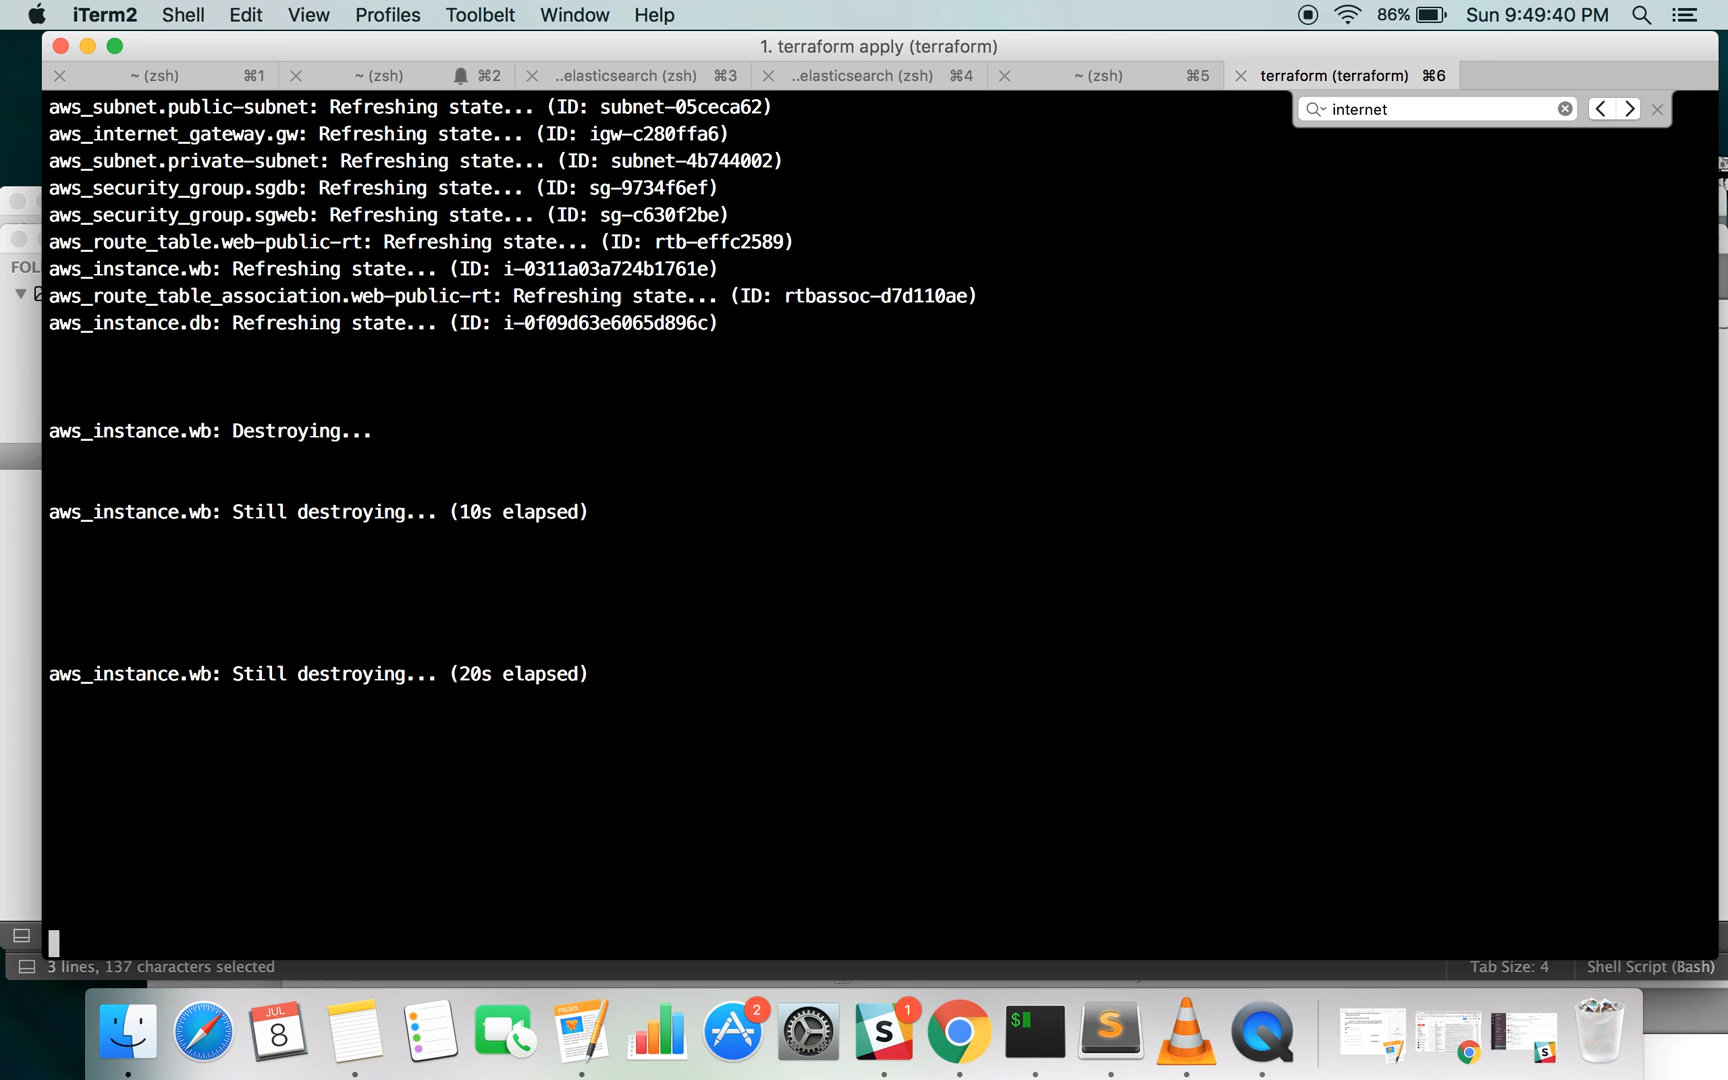 iTerm2 Shell Edit View Profiles Toolbelt Window Help 86% Sun 9:49:40 PM
1. terraform apply (terraform)
~ (zsh) ⌘1 ~ (zsh) ⌘2 ..elasticsearch (zsh) ⌘3 ..elasticsearch (zsh) ⌘4 ~ (zsh) ⌘5 terraform (terraform) ⌘6
internet
aws_subnet.public-subnet: Refreshing state... (ID: subnet-05ceca62)
aws_internet_gateway.gw: Refreshing state... (ID: igw-c280ffa6)
aws_subnet.private-subnet: Refreshing state... (ID: subnet-4b744002)
aws_security_group.sgdb: Refreshing state... (ID: sg-9734f6ef)
aws_security_group.sgweb: Refreshing state... (ID: sg-c630f2be)
aws_route_table.web-public-rt: Refreshing state... (ID: rtb-effc2589)
FOL
aws_instance.wb: Refreshing state... (ID: i-0311a03a724b1761e)
aws_route_table_association.web-public-rt: Refreshing state... (ID: rtbassoc-d7d110ae)
aws_instance.db: Refreshing state... (ID: i-0f09d63e6065d896c)
aws_instance.wb: Destroying...
aws_instance.wb: Still destroying... (10s elapsed)
aws_instance.wb: Still destroying... (20s elapsed)
3 lines, 137 characters selected Tab Size: 4 Shell Script (Bash)
JUL
8
PAGES
2
1
$